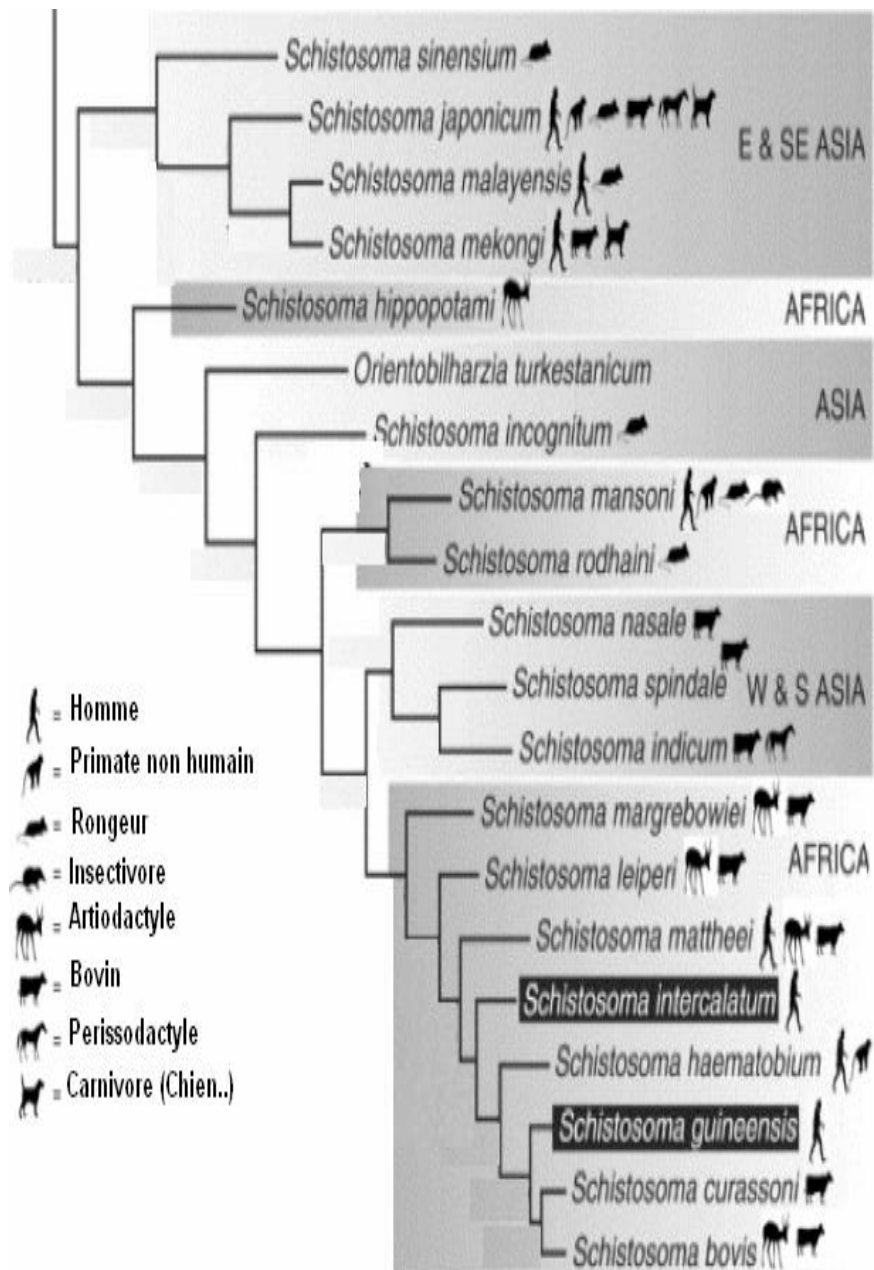 Schistosoma sinensium
Schistosoma japonicum
E & SE ASIA
Schistosoma malayensis
Schistosoma mekongi
Schistosoma hippopotami
AFRICA
Orientobilharzia turkestanicum
ASIA
Schistosoma incognitum
Schistosoma mansoni
AFRICA
Schistosoma rodhaini
Schistosoma nasale
Schistosoma spindale
W & S ASIA
Schistosoma indicum
Schistosoma margrebowiei
AFRICA
Schistosoma leiperi
Schistosoma mattheei
Schistosoma intercalatum
Schistosoma haematobium
Schistosoma guineensis
Schistosoma curassoni
Schistosoma bovis
= Homme
= Primate non humain
= Rongeur
= Insectivore
= Artiodactyle
= Bovin
= Perissodactyle
= Carnivore (Chien..)